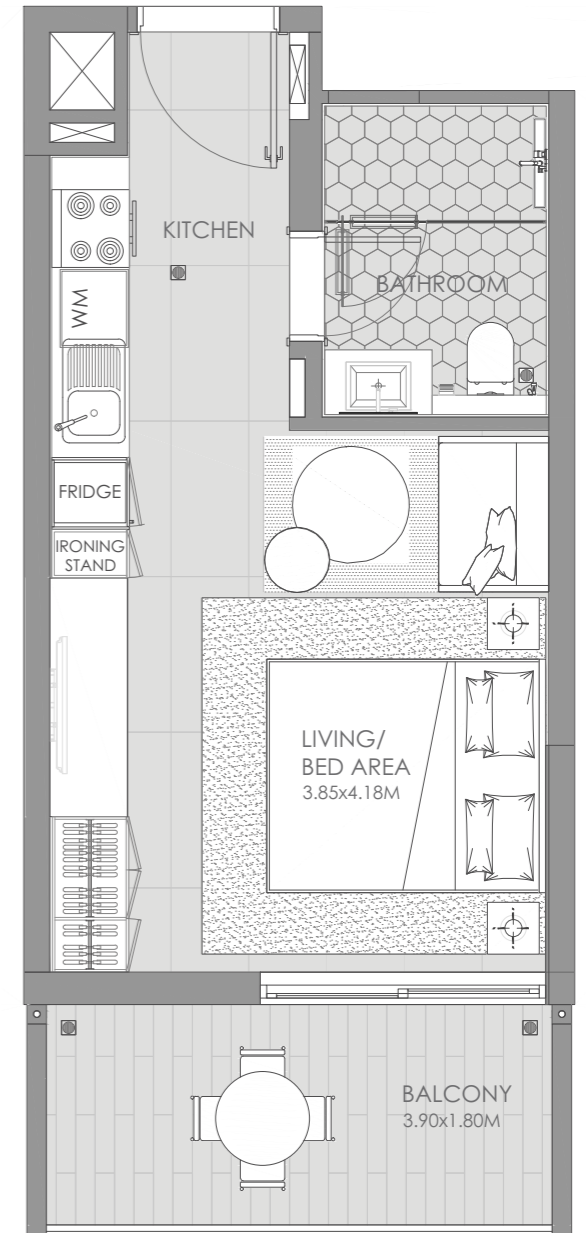 KITCHEN
BATHROOM
WM
FRIDGE
IRONING
STAND
LIVING/
BED AREA
3.85x4.18M
BALCONY
3.90x1.80M